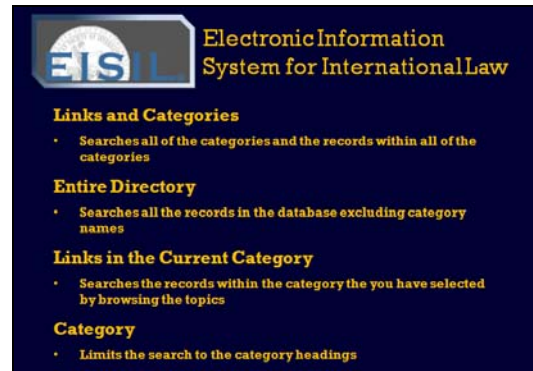 EISIL
Electronic Information
System for International Law
Links and Categories
• Searches all of the categories and the records within all of the
categories
Entire Directory
• Searches all the records in the database excluding category
names
Links in the Current Category
• Searches the records within the category the you have selected
by browsing the topics
Category
• Limits the search to the category headings